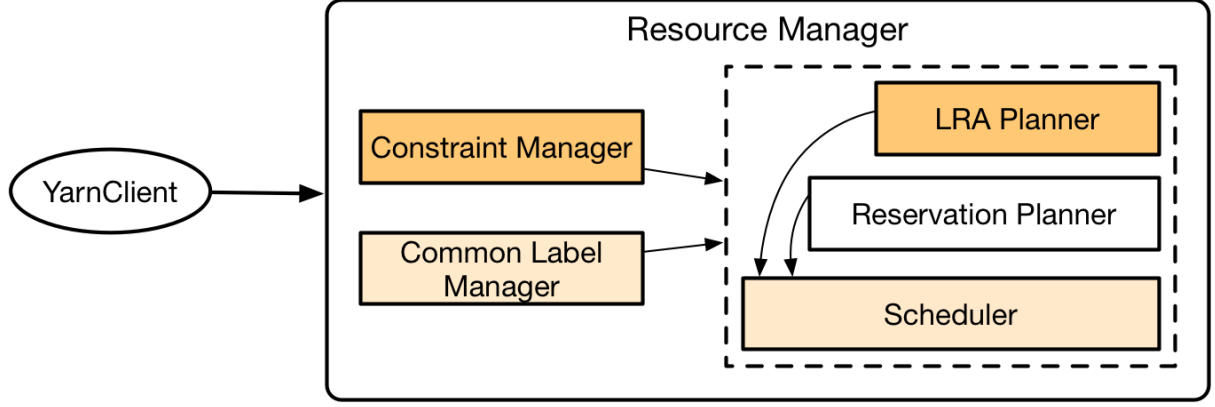 Resource Manager
YarnClient
Constraint Manager
Common Label
Manager
LRA Planner
Reservation Planner
Scheduler